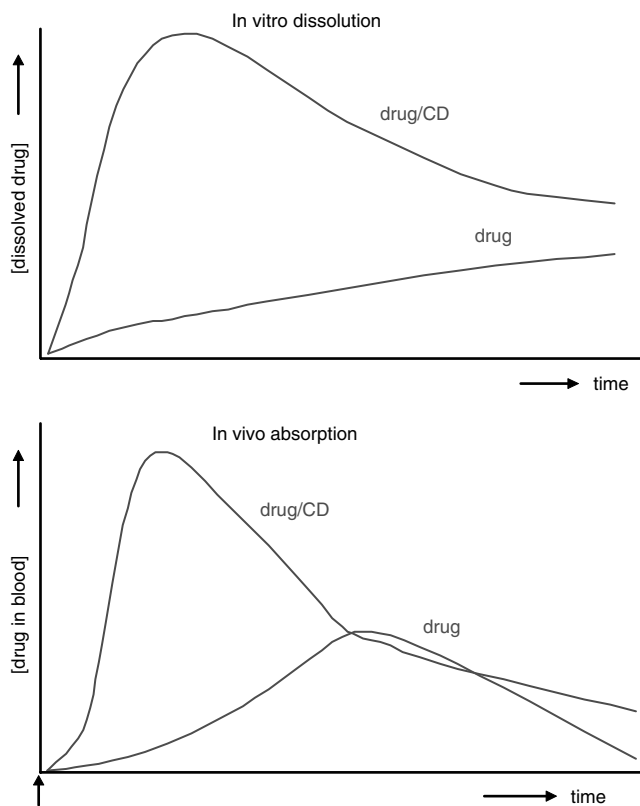 In vitro dissolution
drug/CD
[dissolved drug]
drug
time
In vivo absorption
drug/CD
[drug in blood]
drug
time